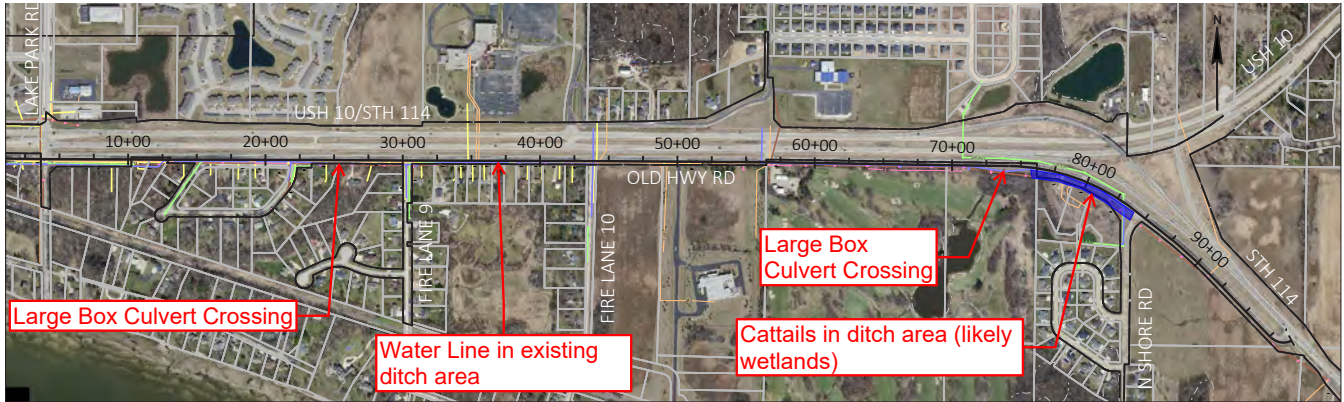 LAKE PARK RD
N
USH 10
USH 10/STH 114
10+00
20+00
30+00
40+00
50+00
60+00
70+00
80+00
90+00
OLD HWY RD
FIRE LANE 9
FIRE LANE 10
N SHORE RD
STH 114
Large Box Culvert Crossing
Water Line in existing
ditch area
Large Box
Culvert Crossing
Cattails in ditch area (likely
wetlands)